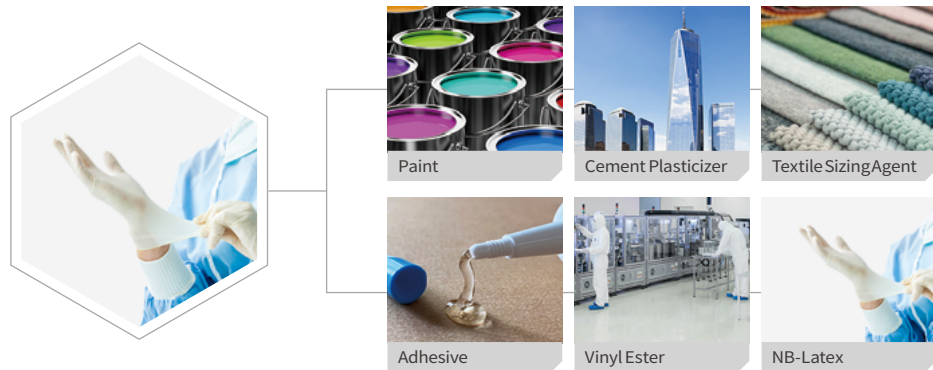 Paint
Cement Plasticizer
Textile Sizing Agent
Adhesive
Vinyl Ester
NB-Latex